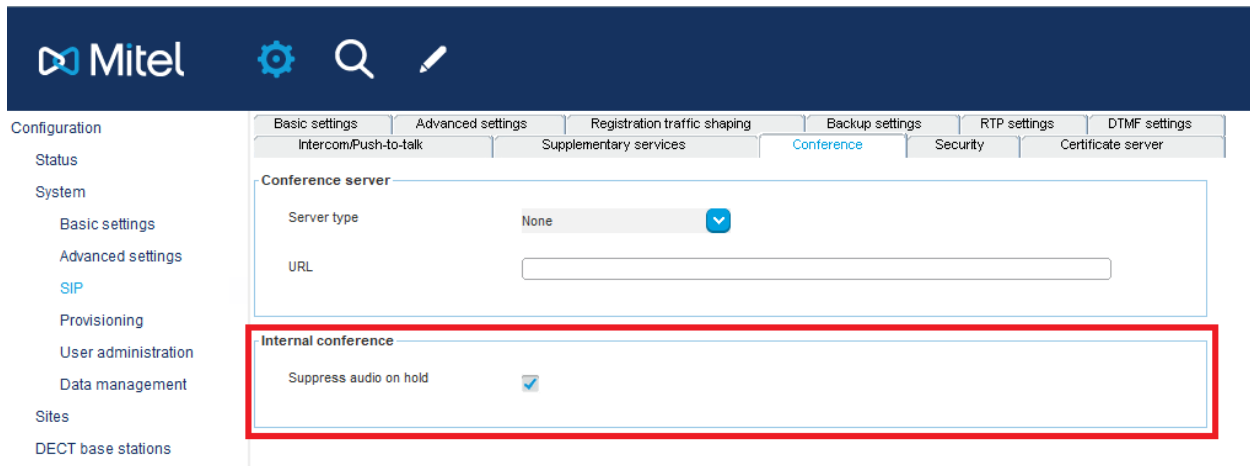 Mitel
Configuration
Status
System
Basic settings
Advanced settings
SIP
Provisioning
User administration
Data management
Sites
DECT base stations
Basic settings Advanced settings Registration traffic shaping Backup settings RTP settings DTMF settings
Intercom/Push-to-talk Supplementary services Conference Security Certificate server
Conference server
Server type None
URL
Internal conference
Suppress audio on hold